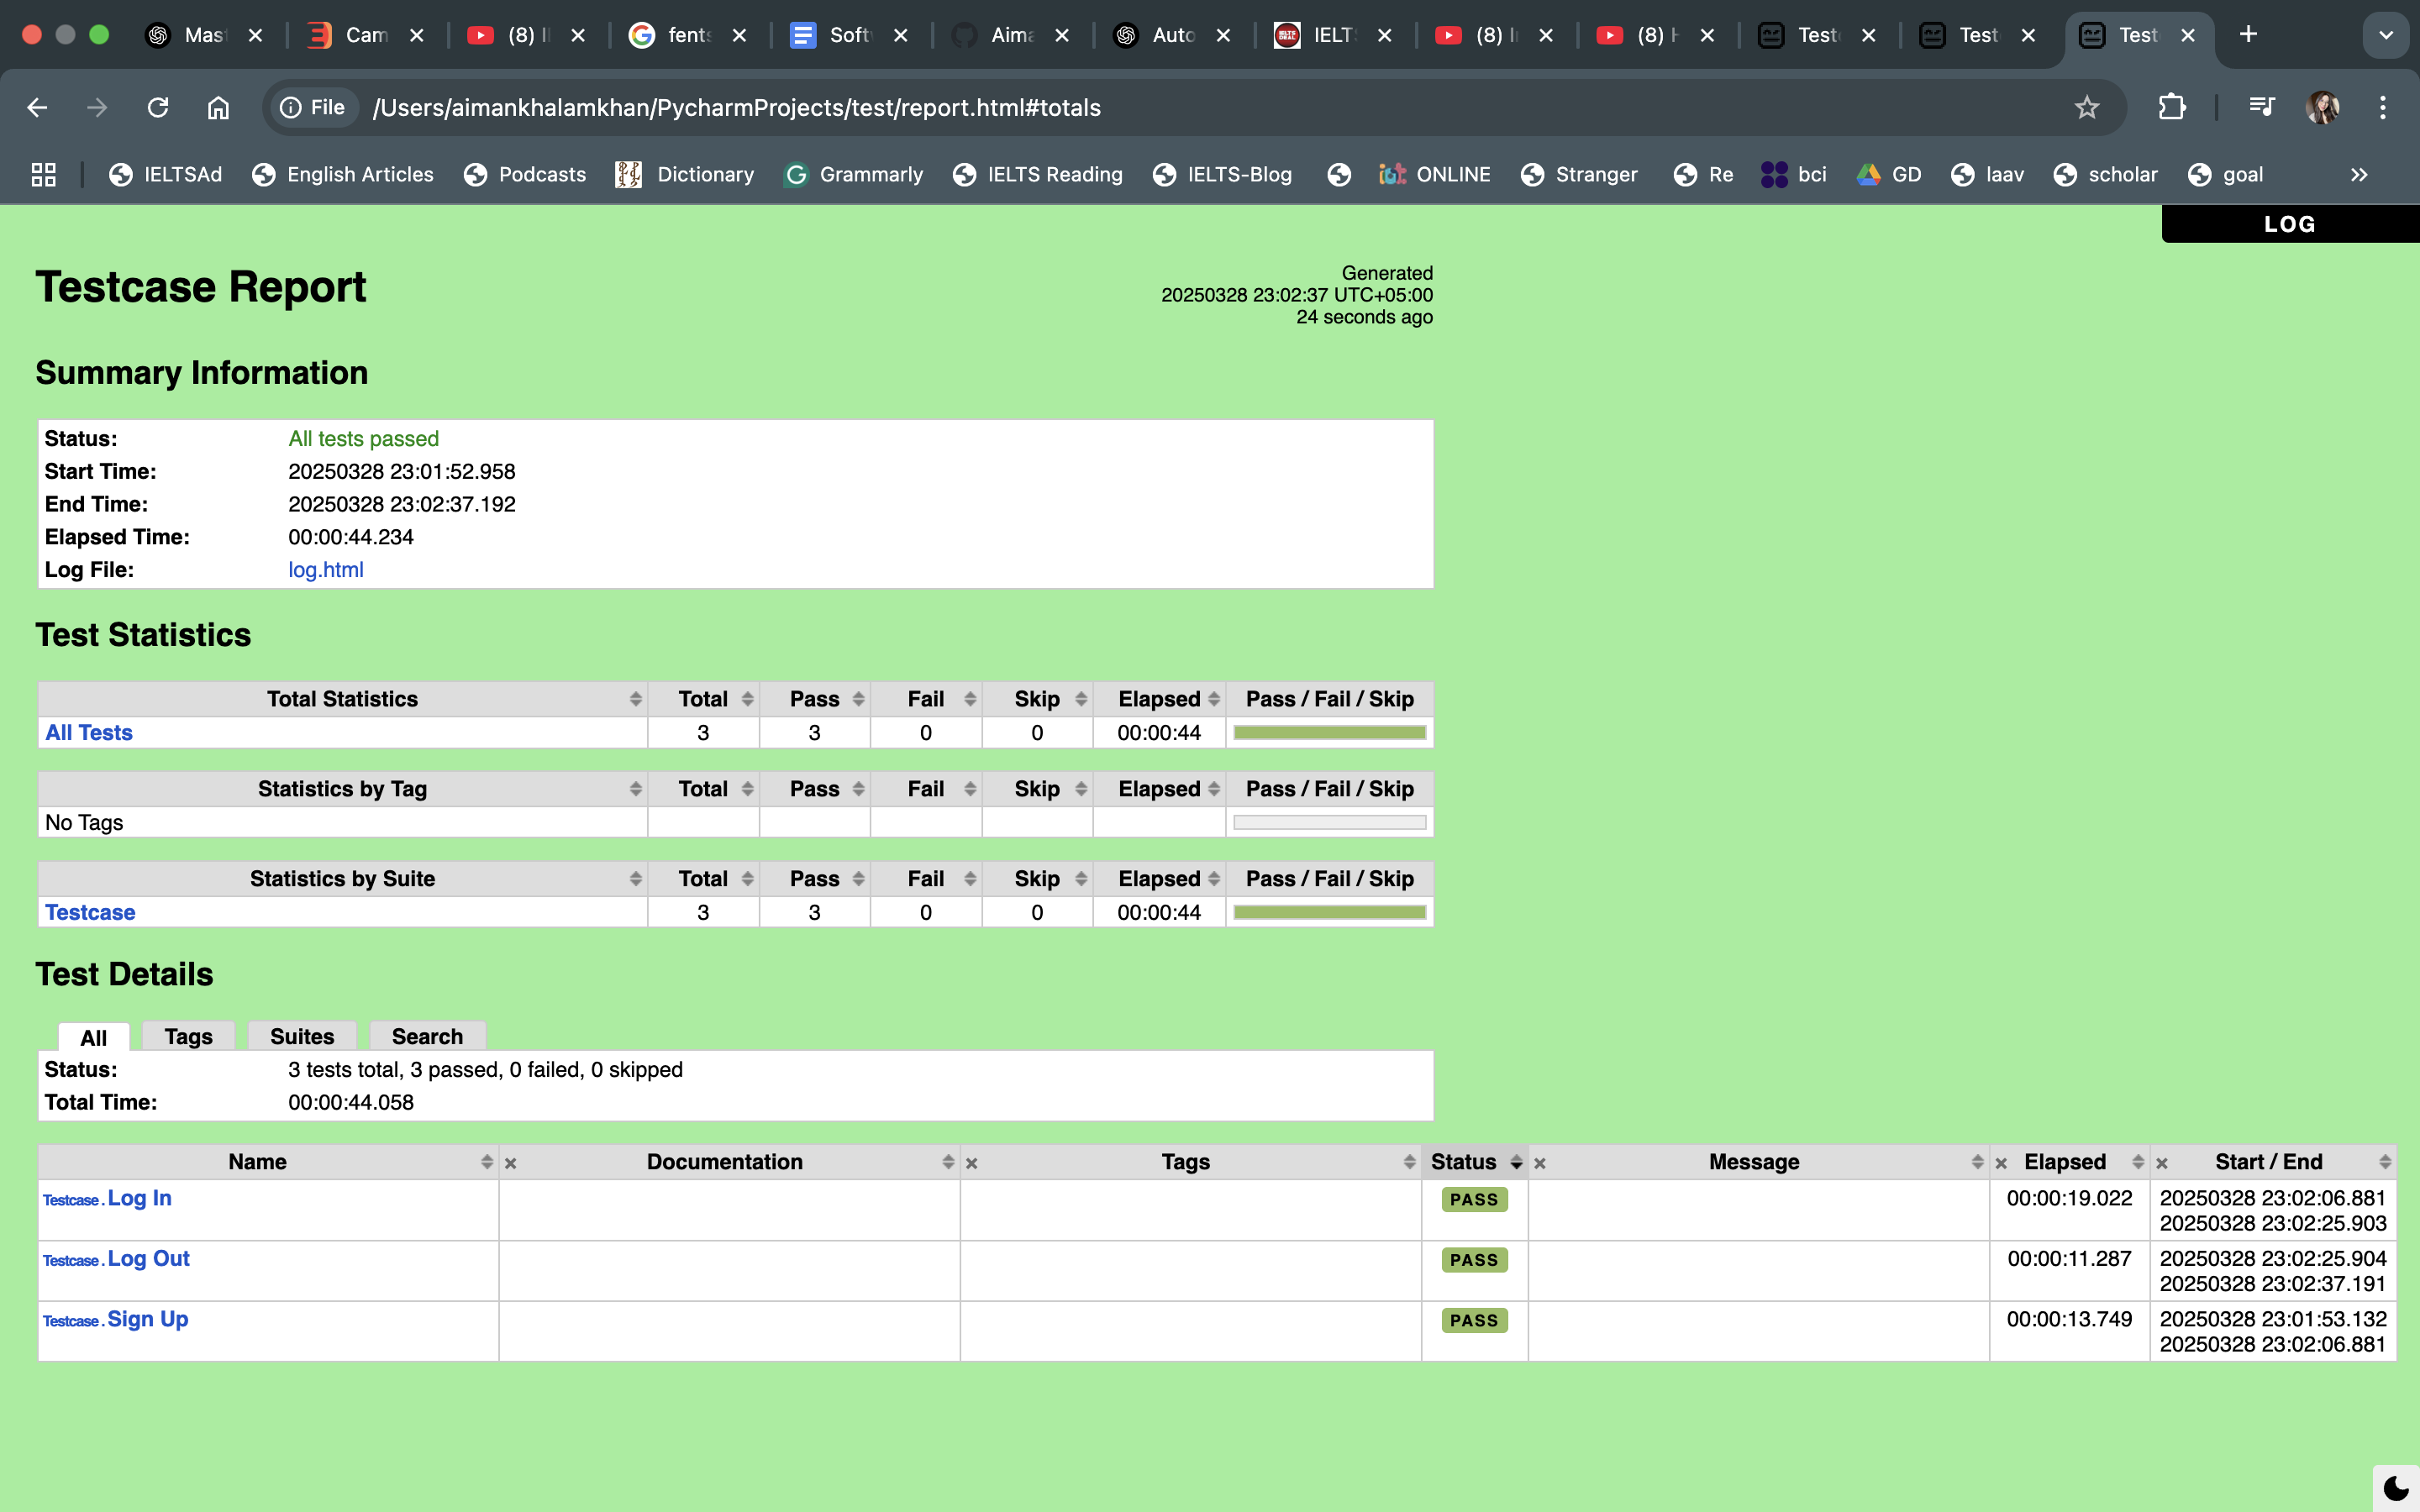 Mas Cam (8) I fents Soft Aima Auto IELT (8) I (8) H Test Test Test
File /Users/aimankhalamkhan/PycharmProjects/test/report.html#totals
IELTSAd English Articles Podcasts Dictionary Grammarly IELTS Reading IELTS-Blog ONLINE Stranger Re bci GD laav scholar goal
LOG
Testcase Report
Generated
20250328 23:02:37 UTC+05:00
24 seconds ago
Summary Information
Status: All tests passed
Start Time: 20250328 23:01:52.958
End Time: 20250328 23:02:37.192
Elapsed Time: 00:00:44.234
Log File: log.html
Test Statistics
Total Statistics Total Pass Fail Skip Elapsed Pass / Fail / Skip
All Tests 3 3 0 0 00:00:44
Statistics by Tag Total Pass Fail Skip Elapsed Pass / Fail / Skip
No Tags
Statistics by Suite Total Pass Fail Skip Elapsed Pass / Fail / Skip
Testcase 3 3 0 0 00:00:44
Test Details
All Tags Suites Search
Status: 3 tests total, 3 passed, 0 failed, 0 skipped
Total Time: 00:00:44.058
Name Documentation Tags Status Message Elapsed Start / End
Testcase . Log In PASS 00:00:19.022 20250328 23:02:06.881
20250328 23:02:25.903
Testcase . Log Out PASS 00:00:11.287 20250328 23:02:25.904
20250328 23:02:37.191
Testcase . Sign Up PASS 00:00:13.749 20250328 23:01:53.132
20250328 23:02:06.881